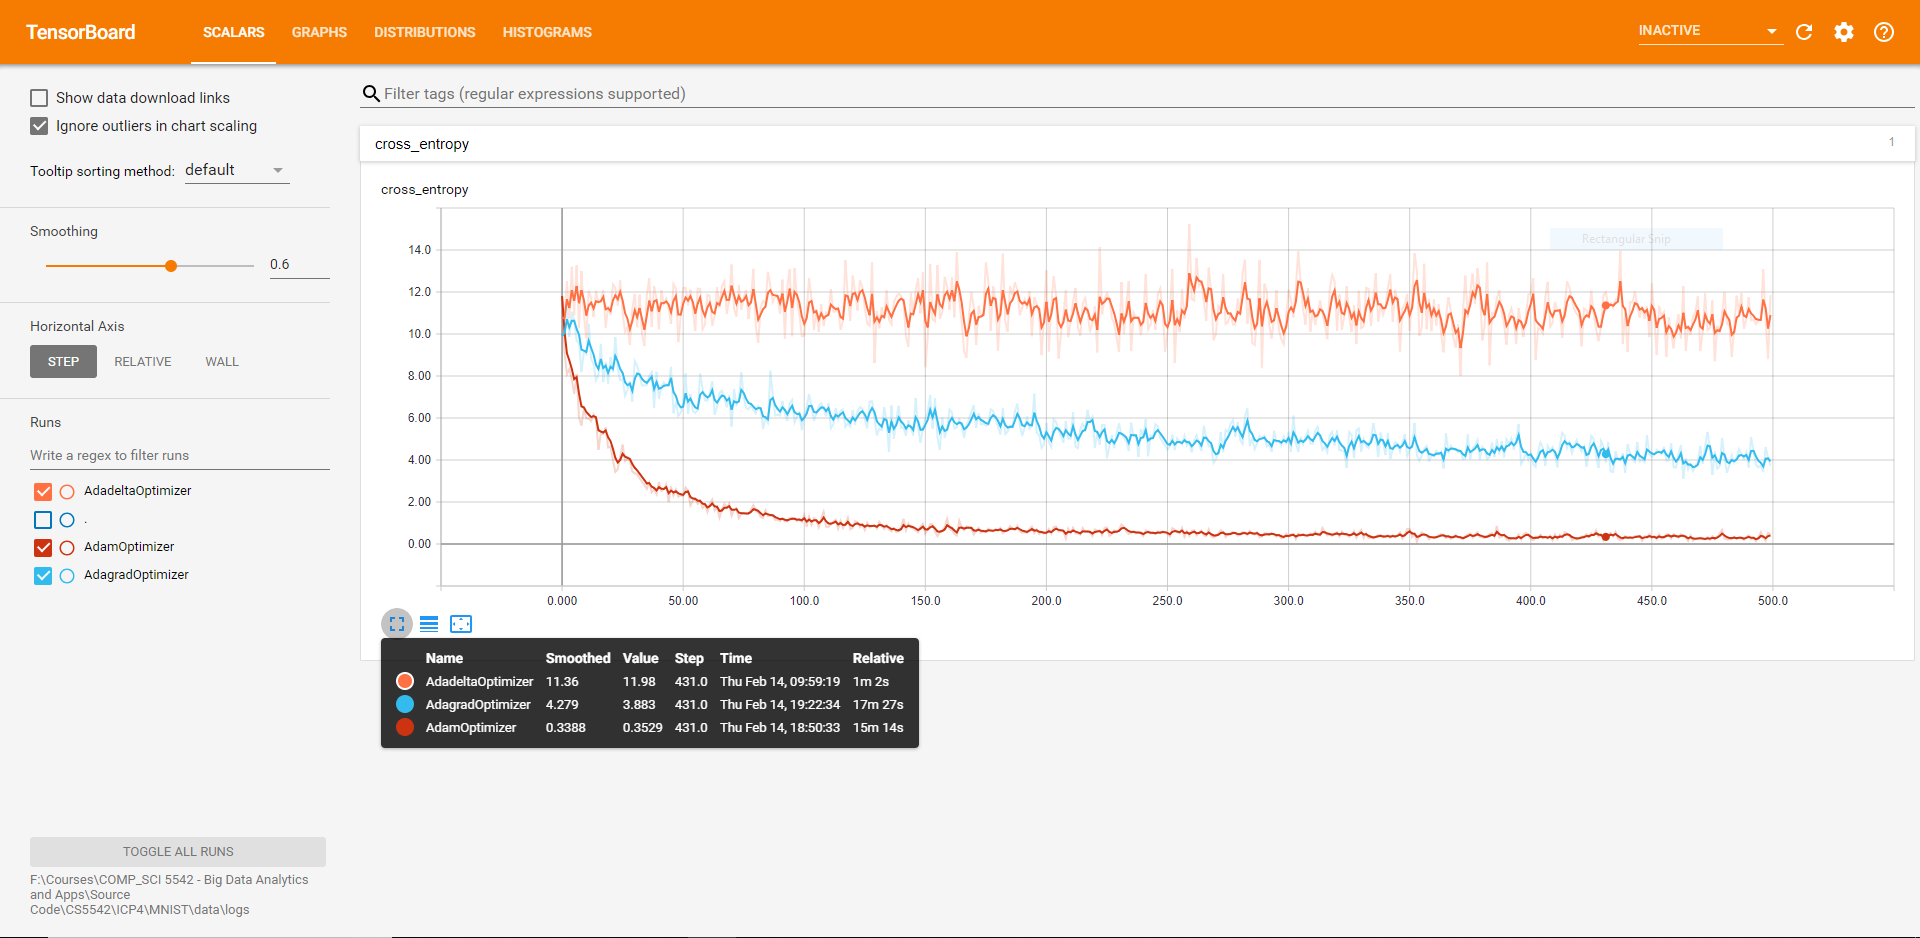 TensorBoard SCALARS GRAPHS DISTRIBUTIONS HISTOGRAMS INACTIVE
Show data download links
Ignore outliers in chart scaling
Tooltip sorting method: default
Smoothing
0.6
Horizontal Axis
STEP RELATIVE WALL
Runs
Write a regex to filter runs
AdadeltaOptimizer
.
AdamOptimizer
AdagradOptimizer
TOGGLE ALL RUNS
F:\Courses\COMP_SCI 5542 - Big Data Analytics
and Apps\Source
Code\CS5542\ICP4\MNIST\data\logs
Filter tags (regular expressions supported)
cross_entropy 1
cross_entropy
Rectangular Snip
14.0
12.0
10.0
8.00
6.00
4.00
2.00
0.00
0.000 50.00 100.0 150.0 200.0 250.0 300.0 350.0 400.0 450.0 500.0
Name Smoothed Value Step Time Relative
AdadeltaOptimizer 11.36 11.98 431.0 Thu Feb 14, 09:59:19 1m 2s
AdagradOptimizer 4.279 3.883 431.0 Thu Feb 14, 19:22:34 17m 27s
AdamOptimizer 0.3388 0.3529 431.0 Thu Feb 14, 18:50:33 15m 14s